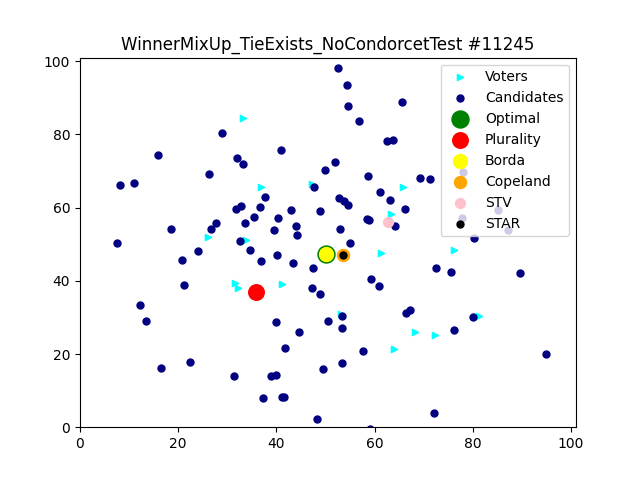 WinnerMixUp_TieExists_NoCondorcetTest #11245
100
80
60
40
20
0
0
20
40
60
80
100
Voters
Candidates
Optimal
Plurality
Borda
Copeland
STV
STAR